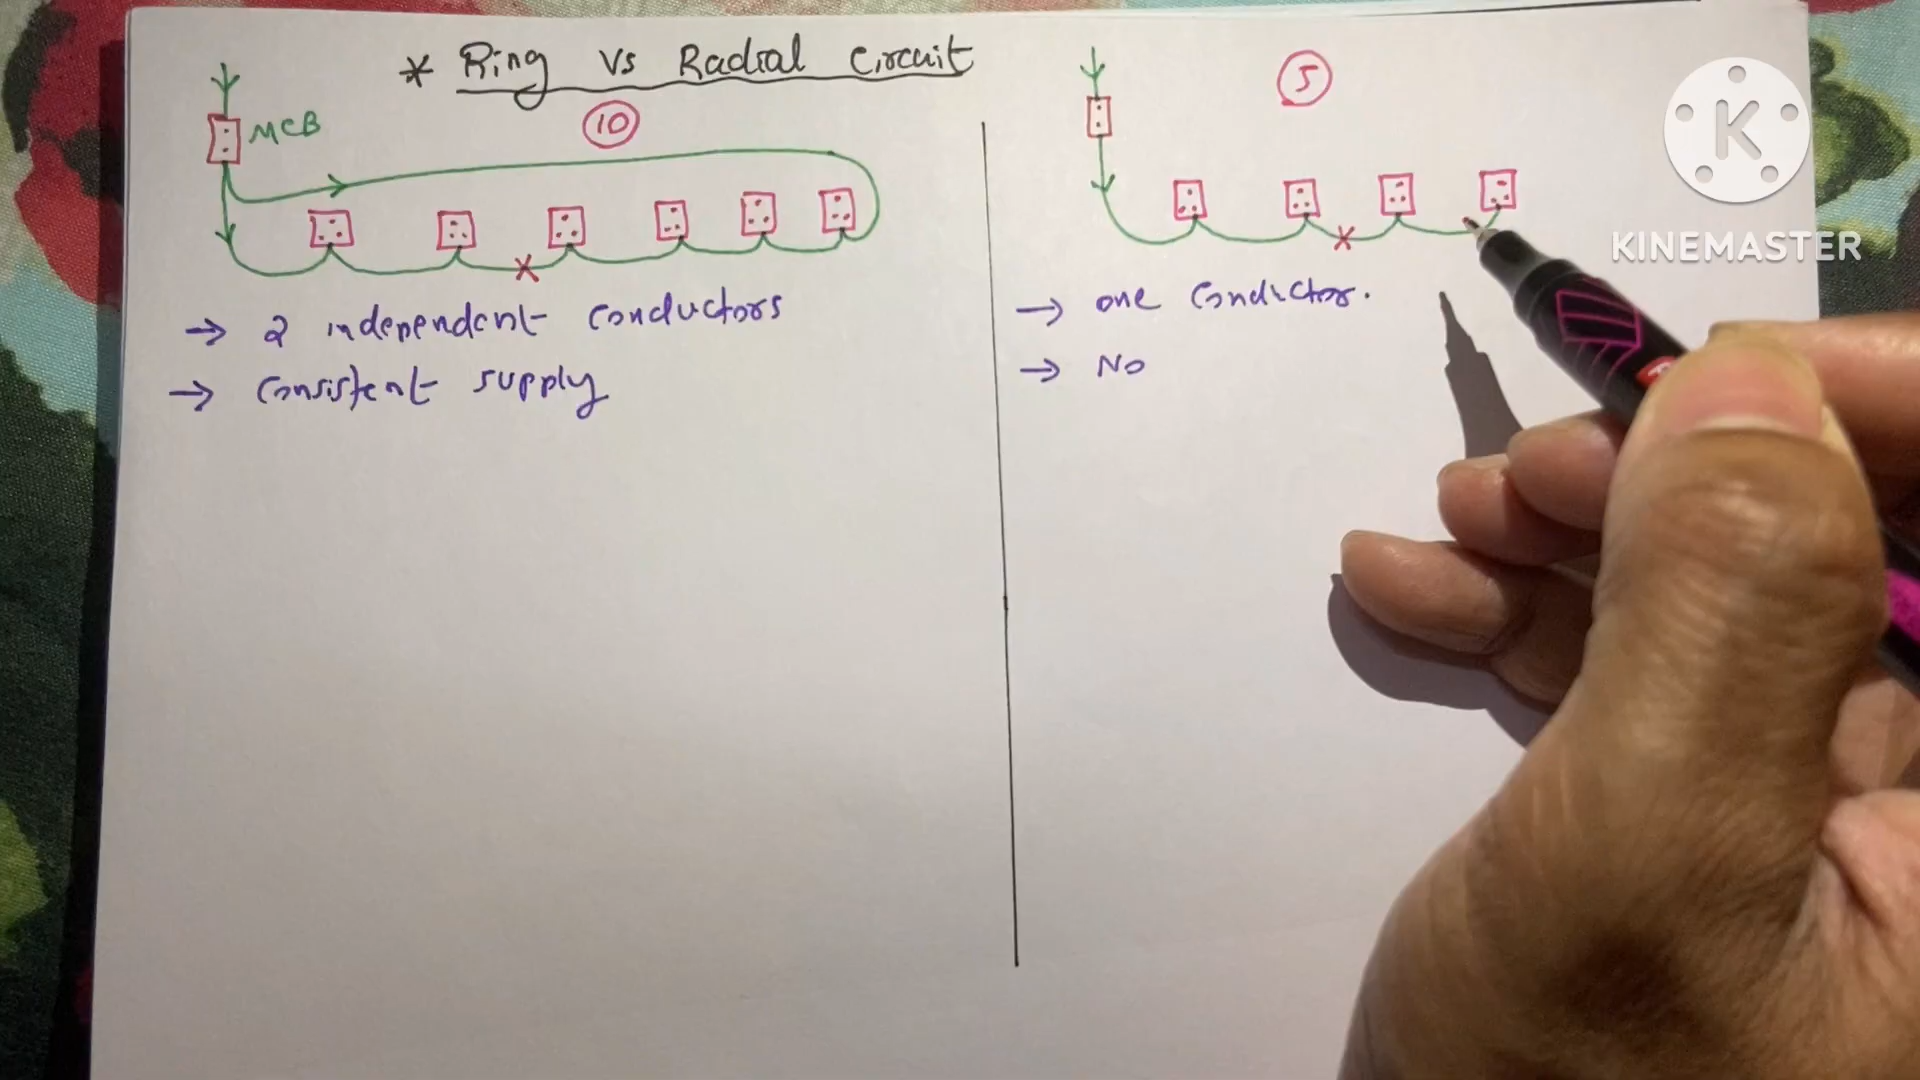 * Ring Vs Radial Circuit
MCB
10
→ 2 independent conductors
→ Consistent supply
5
→ one Conductor.
→ No
K
KINEMASTER